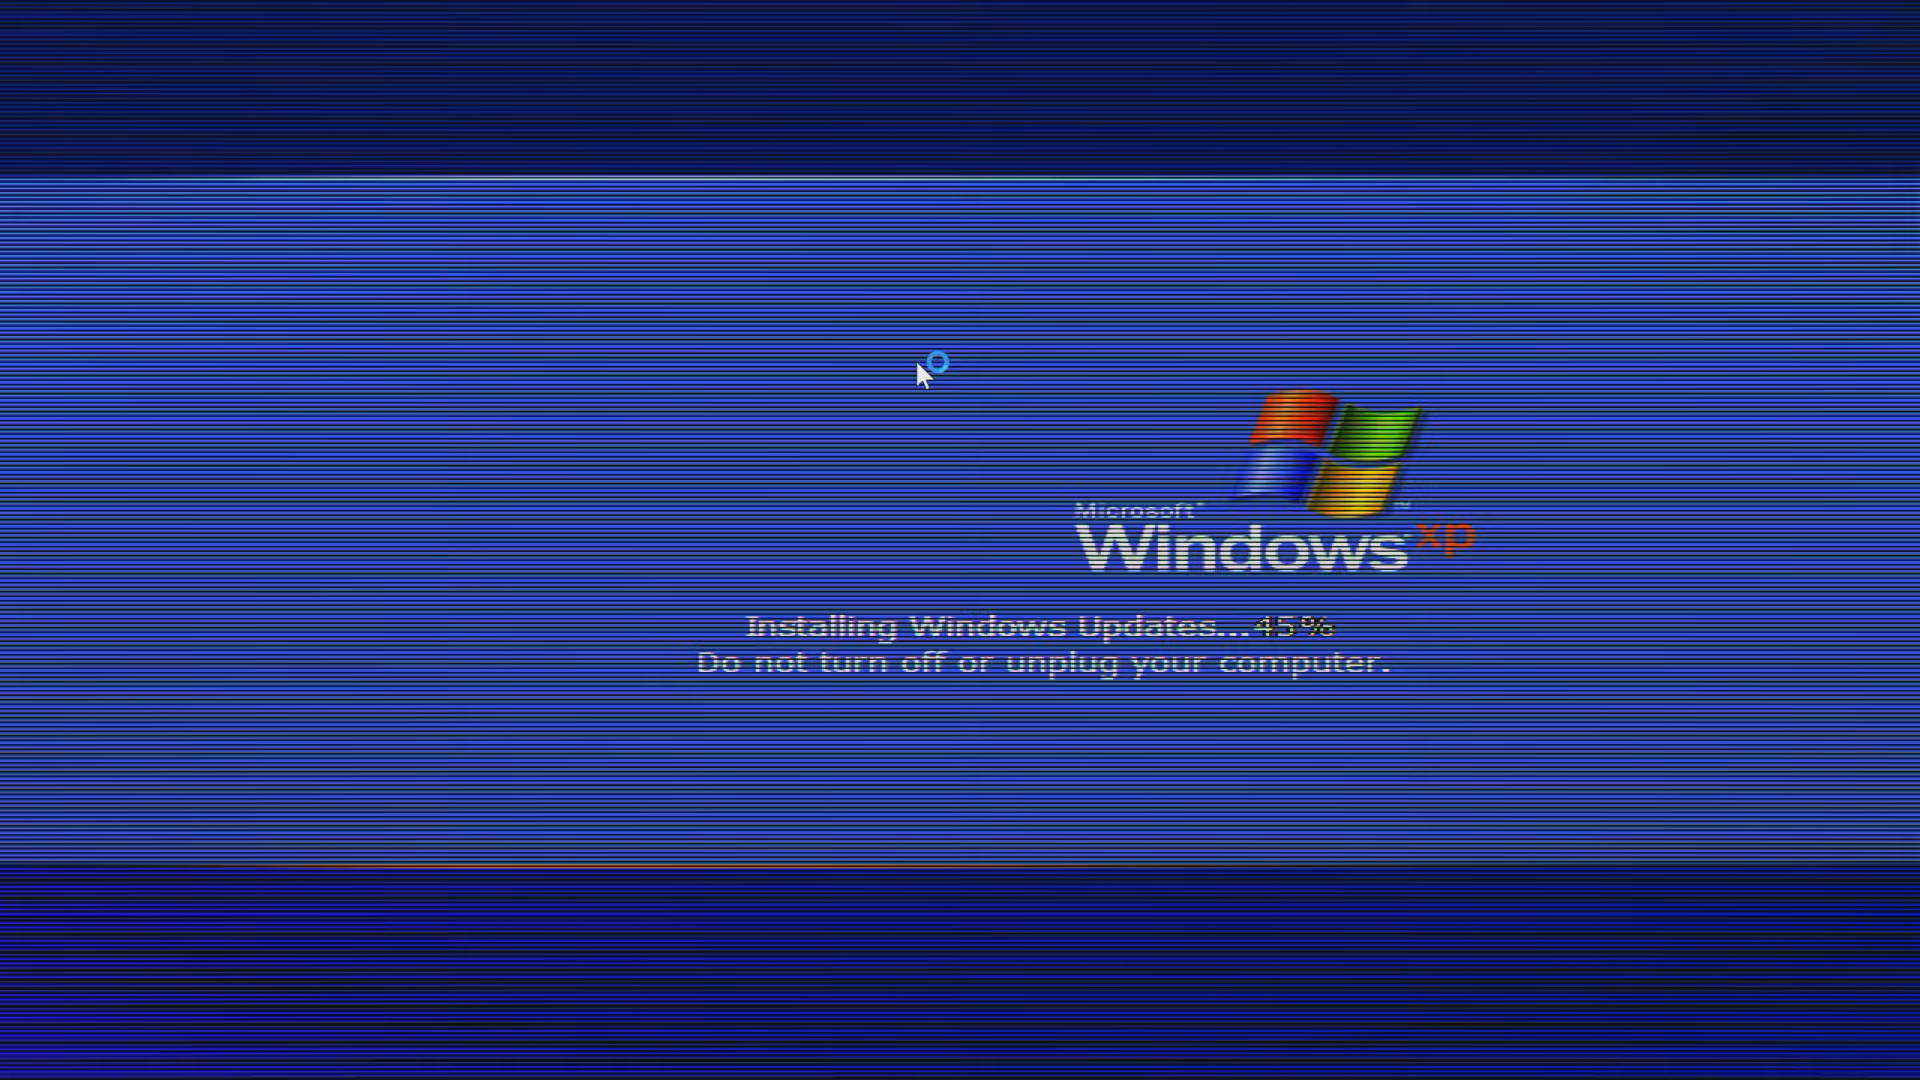 Microsoft®
Windows xp
Installing Windows Updates...45%
Do not turn off or unplug your computer.